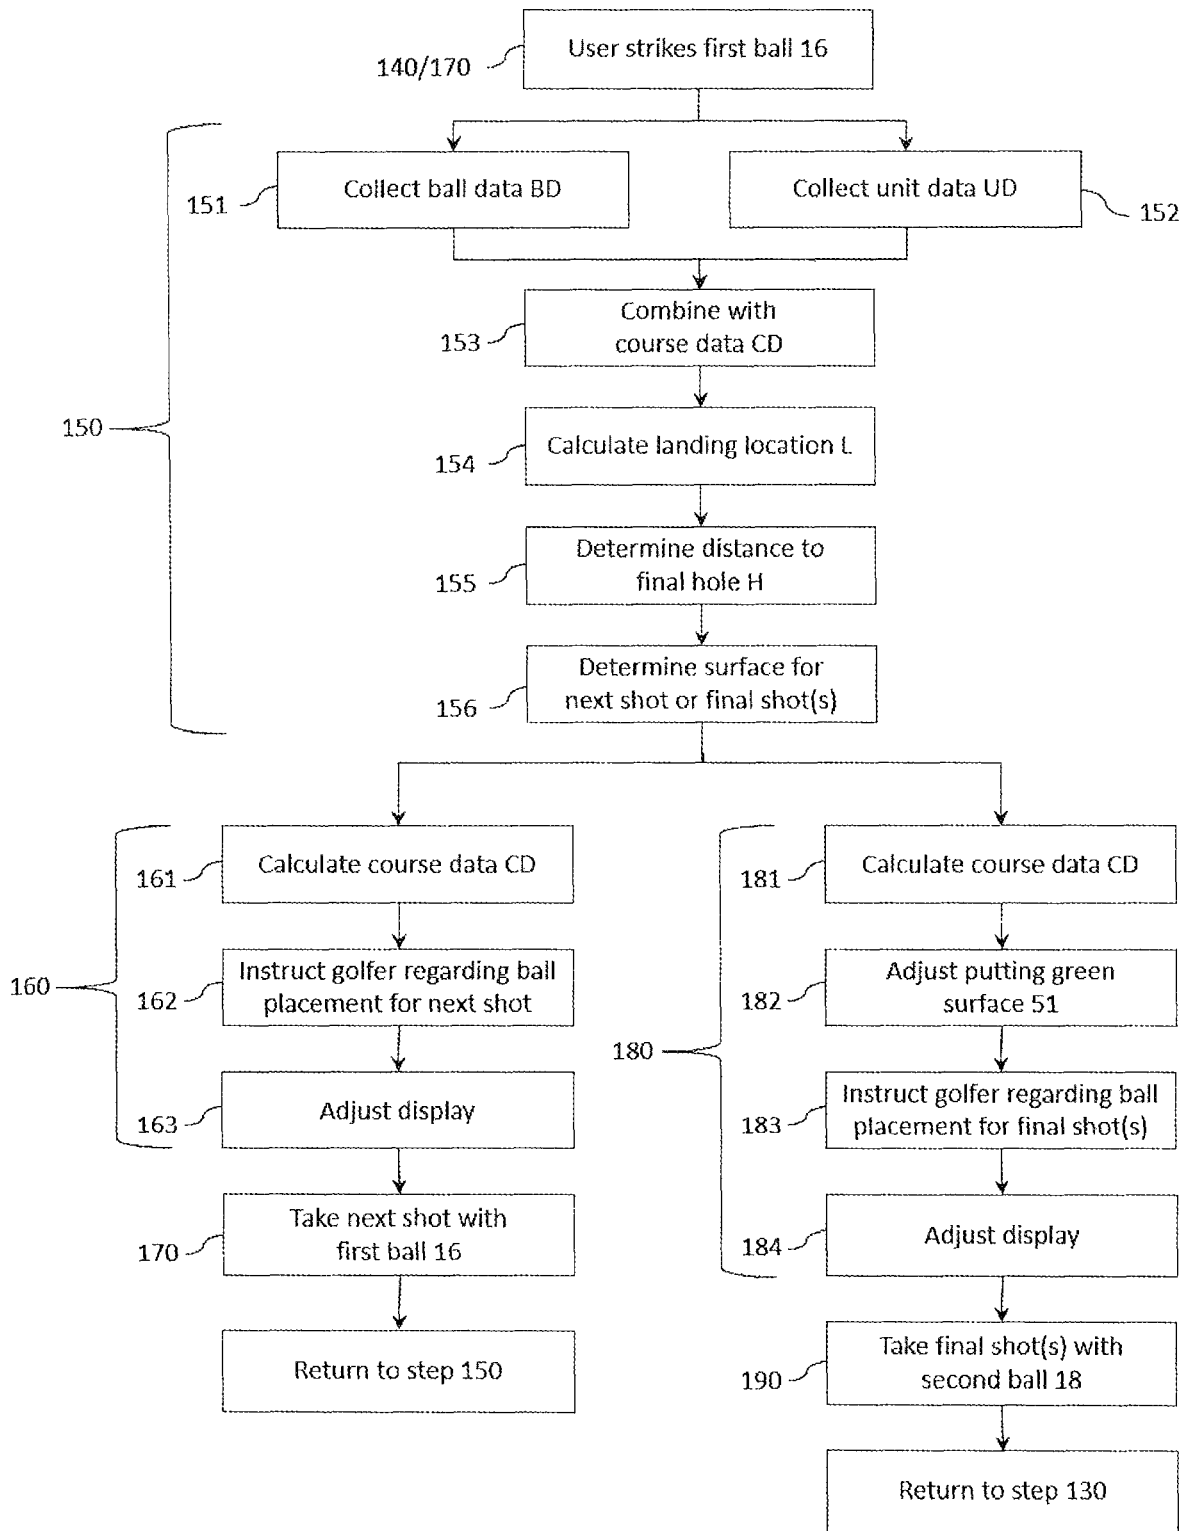 User strikes first ball 16
140/170
Collect ball data BD
151
Collect unit data UD
152
Combine with
course data CD
153
150
Calculate landing location L
154
Determine distance to
final hole H
155
Determine surface for
next shot or final shot(s)
156
Calculate course data CD
161
Calculate course data CD
181
160
Instruct golfer regarding ball
placement for next shot
162
Adjust putting green
surface 51
182
180
Adjust display
163
Instruct golfer regarding ball
placement for final shot(s)
183
Take next shot with
first ball 16
170
Adjust display
184
Return to step 150
Take final shot(s) with
second ball 18
190
Return to step 130